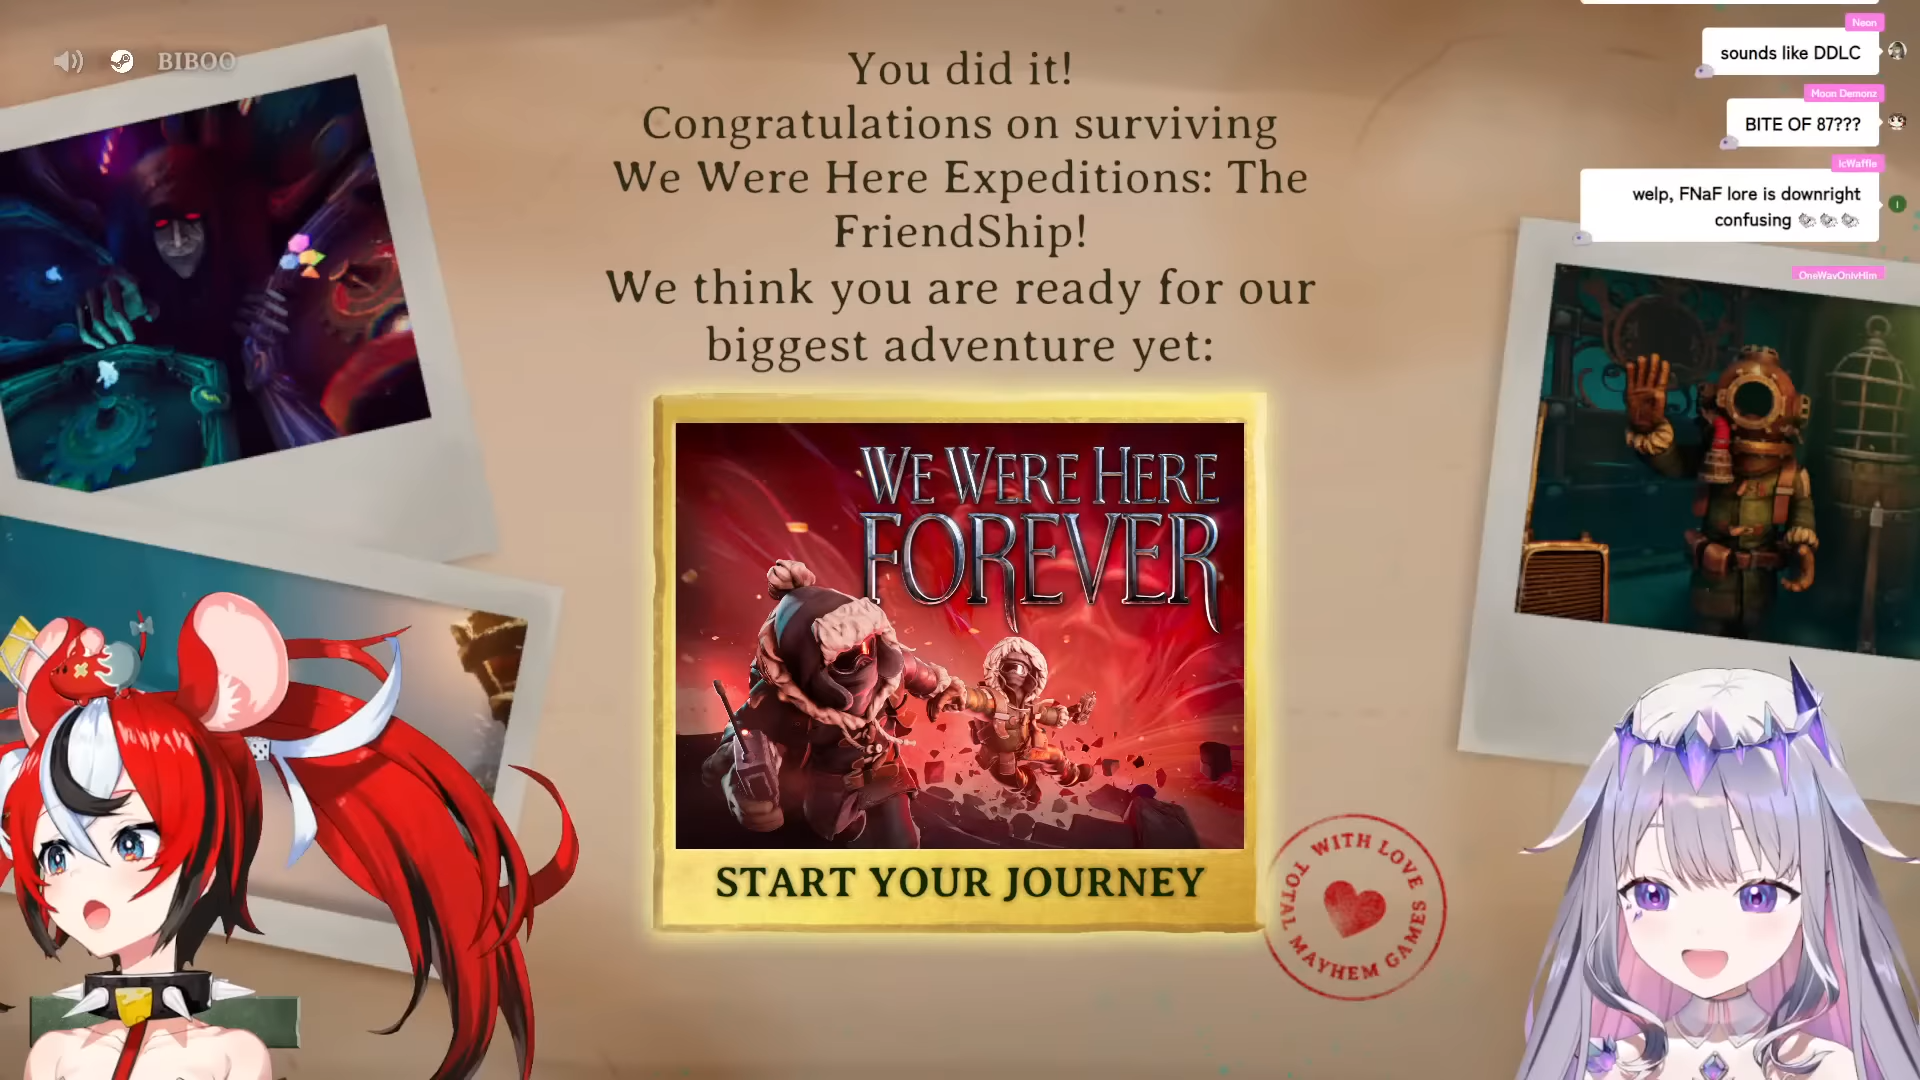 BIBOO
You did it!
Congratulations on surviving
We Were Here Expeditions: The
FriendShip!
We think you are ready for our
biggest adventure yet:
WE WERE HERE
FOREVER
START YOUR JOURNEY
WITH LOVE
TOTAL MAYHEM GAMES
Neon
sounds like DDLC
Moon Demonz
BITE OF 87???
IcWaffle
welp, FNaF lore is downright
confusing
OneWayOnlyHim